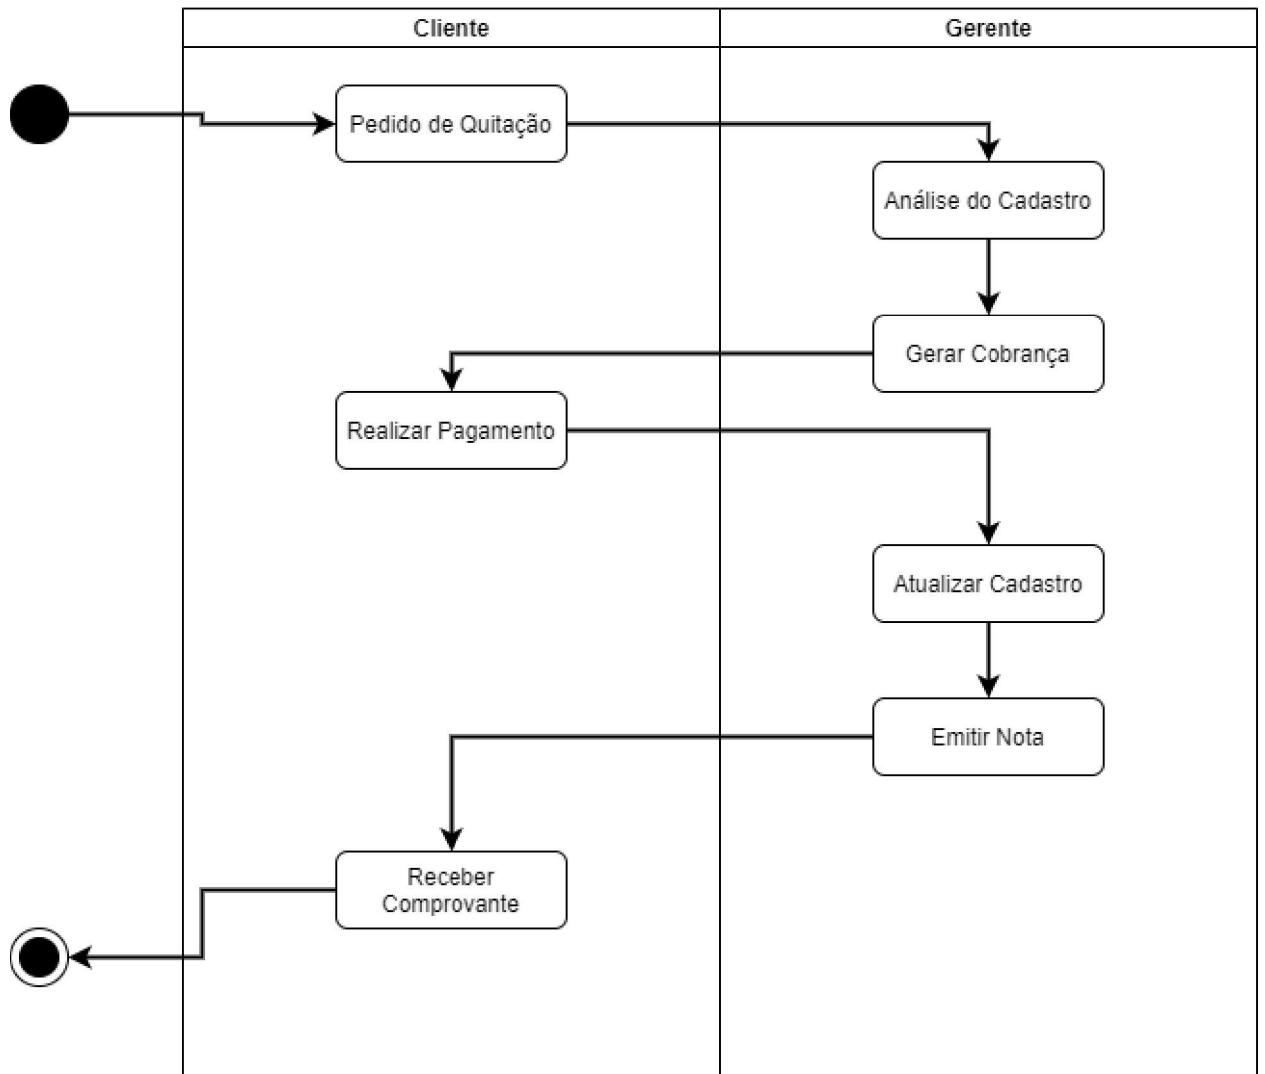 Cliente
Gerente
Pedido de Quitação
Análise do Cadastro
Gerar Cobrança
Realizar Pagamento
Atualizar Cadastro
Emitir Nota
Receber
Comprovante